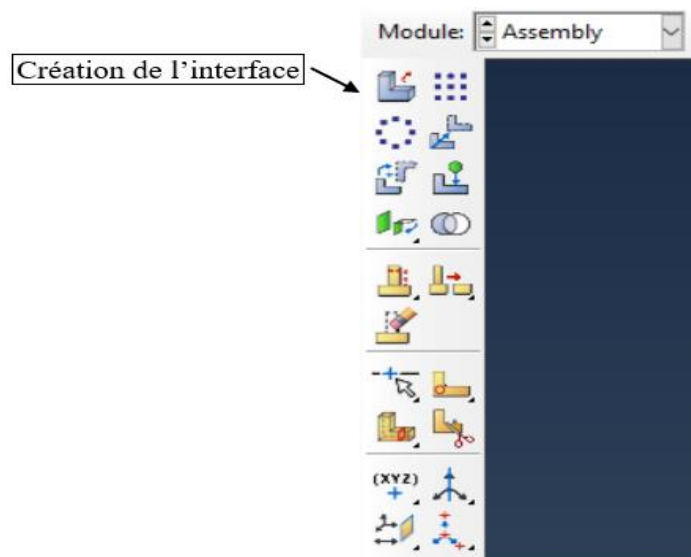 Module: Assembly
Création de l’interface
(XYZ)